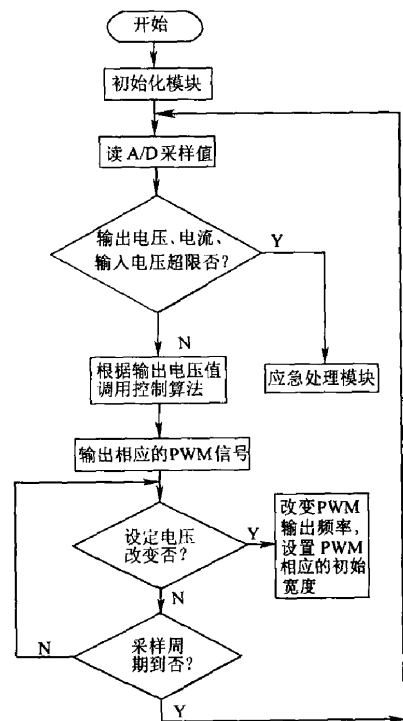 开始
初始化模块
读A/D采样值
输出电压、电流、
输入电压超限否?
Y
N
根据输出电压值
调用控制算法
应急处理模块
输出相应的PWM信号
设定电压
改变否?
Y
改变PWM
输出频率,
设置PWM
相应的初始
宽度
N
采样周
期到否?
N
Y